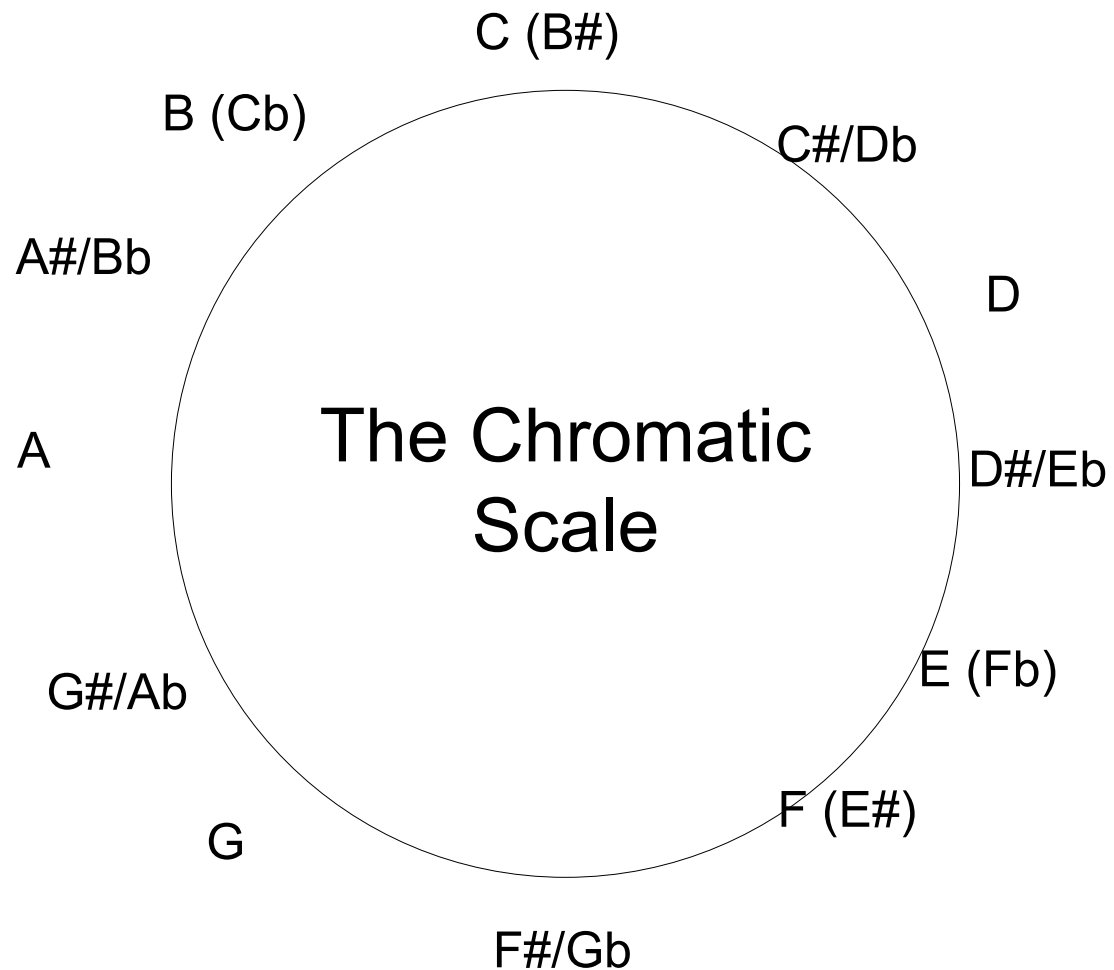 C (B#)
C#/Db
D
D#/Eb
E (Fb)
F (E#)
F#/Gb
G
G#/Ab
A
A#/Bb
B (Cb)
The Chromatic
Scale